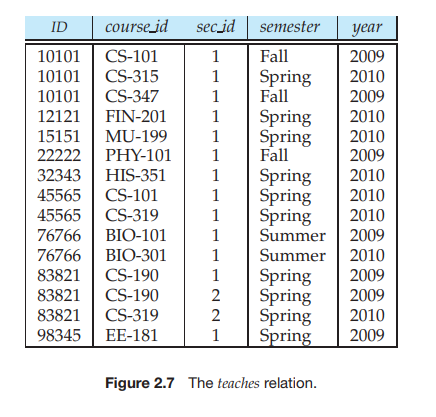 ID course_id sec_id semester year
10101 CS-101 1 Fall 2009
10101 CS-315 1 Spring 2010
10101 CS-347 1 Fall 2009
12121 FIN-201 1 Spring 2010
15151 MU-199 1 Spring 2010
22222 PHY-101 1 Fall 2009
32343 HIS-351 1 Spring 2010
45565 CS-101 1 Spring 2010
45565 CS-319 1 Spring 2010
76766 BIO-101 1 Summer 2009
76766 BIO-301 1 Summer 2010
83821 CS-190 1 Spring 2009
83821 CS-190 2 Spring 2009
83821 CS-319 2 Spring 2010
98345 EE-181 1 Spring 2009
Figure 2.7 The teaches relation.